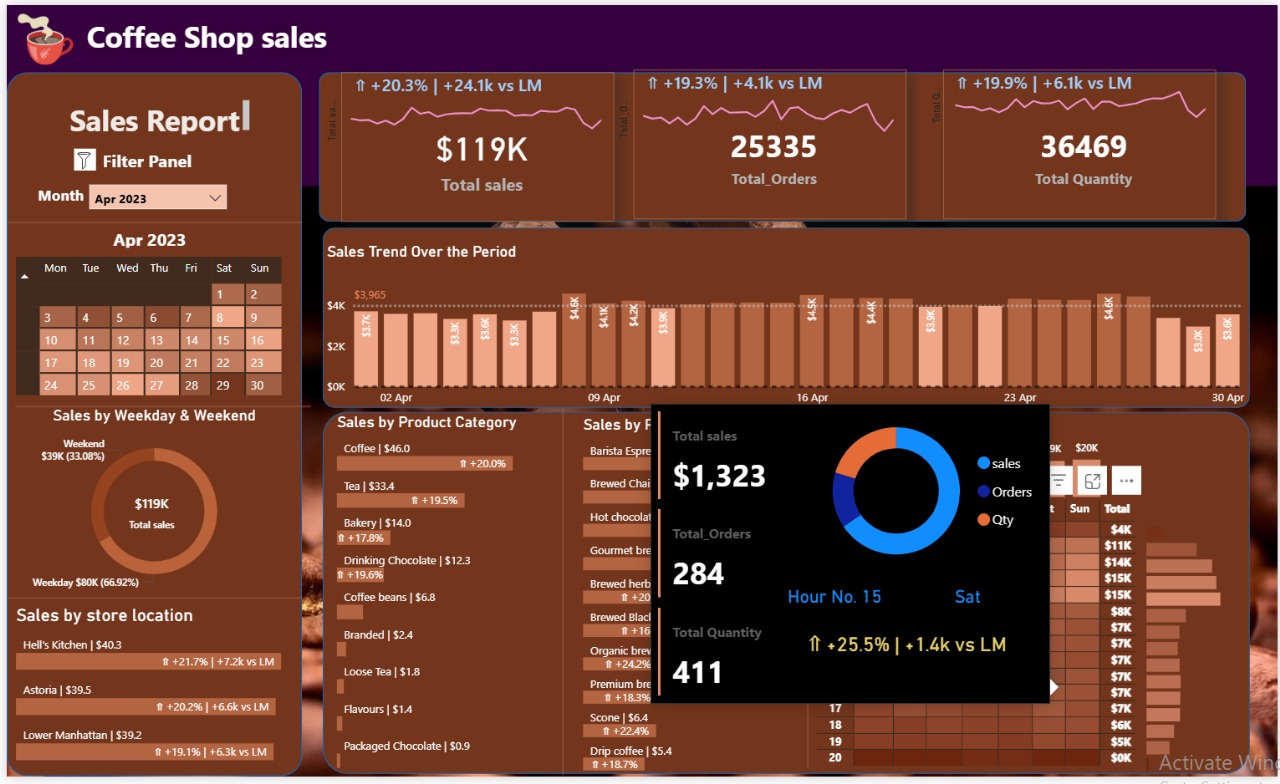 Coffee Shop sales
Sales Report
Filter Panel
Month
Apr 2023
Apr 2023
Mon Tue Wed Thu Fri Sat Sun
1 2
3 4 5 6 7 8 9
10 11 12 13 14 15 16
17 18 19 20 21 22 23
24 25 26 27 28 29 30
Sales by Weekday & Weekend
Weekend
$39K (33.08%)
$119K
Total sales
Weekday $80K (66.92%)
Sales by store location
Hell's Kitchen | $40.3
⇑ +21.7% | +7.2k vs LM
Astoria | $39.5
⇑ +20.2% | +6.6k vs LM
Lower Manhattan | $39.2
⇑ +19.1% | +6.3k vs LM
⇑ +20.3% | +24.1k vs LM
Total sa...
$119K
Total sales
⇑ +19.3% | +4.1k vs LM
Total_O...
25335
Total_Orders
⇑ +19.9% | +6.1k vs LM
Total Q...
36469
Total Quantity
Sales Trend Over the Period
$3,965
$4K
$2K
$0K
$3.7K $3.3K $3.6K $3.3K $4.6K $4.1K $4.2K $3.9K $4.5K $4.4K $3.9K $4.6K $3.0K $3.6K
02 Apr 09 Apr 16 Apr 23 Apr 30 Apr
Sales by Product Category
Coffee | $46.0
⇑ +20.0%
Tea | $33.4
⇑ +19.5%
Bakery | $14.0
⇑ +17.8%
Drinking Chocolate | $12.3
⇑ +19.6%
Coffee beans | $6.8
Branded | $2.4
Loose Tea | $1.8
Flavours | $1.4
Packaged Chocolate | $0.9
Sales by P
Barista Espre
Brewed Chai
Hot chocolat
Gourmet bre
Brewed herb
⇑ +20
Brewed Blac
⇑ +16
Organic brew
⇑ +24.2%
Premium bre
⇑ +18.3%
Scone | $6.4
⇑ +22.4%
Drip coffee | $5.4
⇑ +18.7%
Total sales
$1,323
Total_Orders
284
Total Quantity
411
sales
Orders
Qty
Hour No. 15 Sat
⇑ +25.5% | +1.4k vs LM
9K $20K
t Sun Total
$4K
$11K
$14K
$15K
$15K
$8K
$7K
$7K
$7K
$7K
$7K
17 $7K
18 $6K
19 $5K
20 $0K